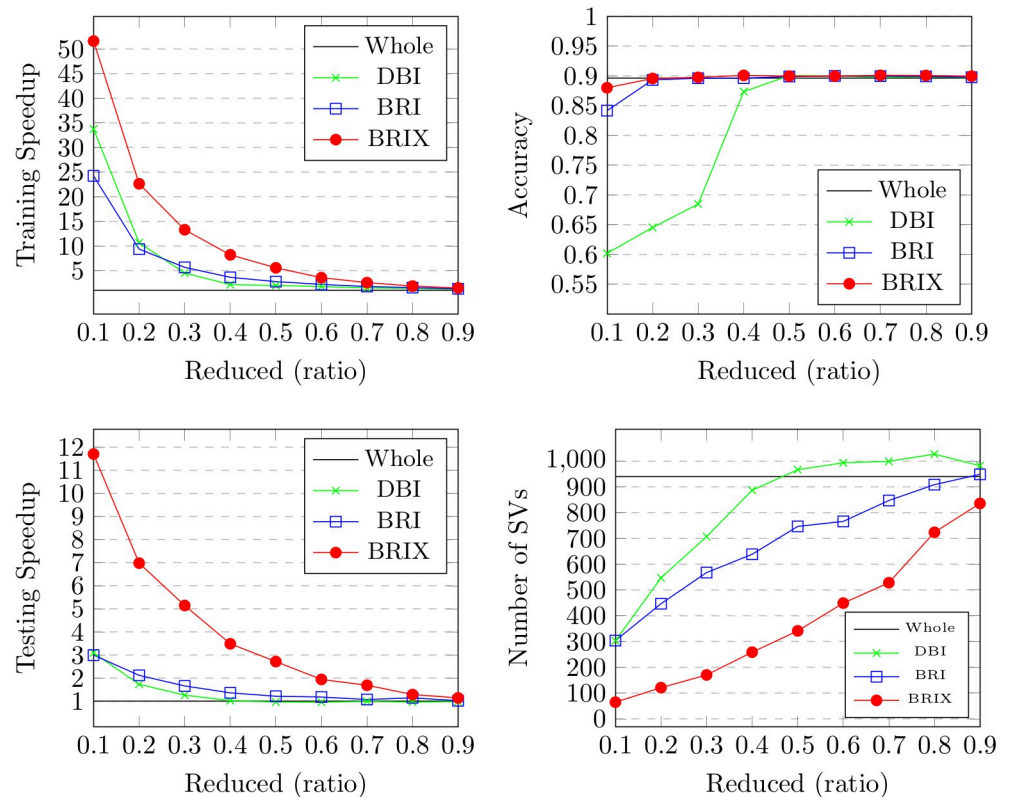 Training Speedup
50
45
40
35
30
25
20
15
10
5
0.1 0.2 0.3 0.4 0.5 0.6 0.7 0.8 0.9
Reduced (ratio)
Whole
DBI
BRI
BRIX
Accuracy
1
0.95
0.9
0.85
0.8
0.75
0.7
0.65
0.6
0.55
0.1 0.2 0.3 0.4 0.5 0.6 0.7 0.8 0.9
Reduced (ratio)
Whole
DBI
BRI
BRIX
Testing Speedup
12
11
10
9
8
7
6
5
4
3
2
1
0.1 0.2 0.3 0.4 0.5 0.6 0.7 0.8 0.9
Reduced (ratio)
Whole
DBI
BRI
BRIX
Number of SVs
1,000
900
800
700
600
500
400
300
200
100
0
0.1 0.2 0.3 0.4 0.5 0.6 0.7 0.8 0.9
Reduced (ratio)
Whole
DBI
BRI
BRIX